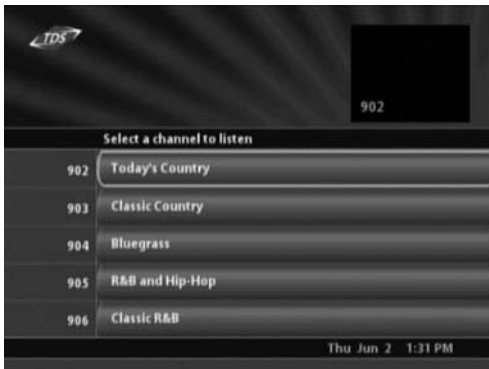 TDS
902
Select a channel to listen
902 Today's Country
903 Classic Country
904 Bluegrass
905 R&B and Hip-Hop
906 Classic R&B
Thu Jun 2 1:31 PM